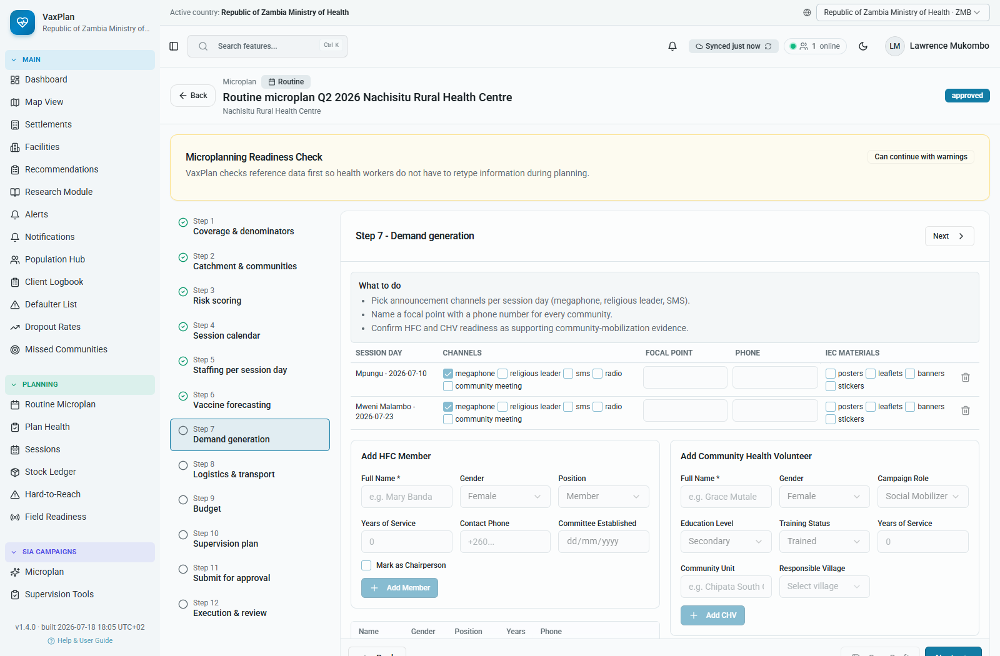 VaxPlan
Republic of Zambia Ministry of...
MAIN
Dashboard
Map View
Settlements
Facilities
Recommendations
Research Module
Alerts
Notifications
Population Hub
Client Logbook
Defaulter List
Dropout Rates
Missed Communities
PLANNING
Routine Microplan
Plan Health
Sessions
Stock Ledger
Hard-to-Reach
Field Readiness
SIA CAMPAIGNS
Microplan
Supervision Tools
v1.4.0 · built 2026-07-18 18:05 UTC+02
Help & User Guide
Active country: Republic of Zambia Ministry of Health
Republic of Zambia Ministry of Health · ZMB
Search features... Ctrl K
Synced just now
1 online
LM Lawrence Mukombo
Back
Microplan Routine
Routine microplan Q2 2026 Nachisitu Rural Health Centre
Nachisitu Rural Health Centre
approved
Microplanning Readiness Check
Can continue with warnings
VaxPlan checks reference data first so health workers do not have to retype information during planning.
Step 1
Coverage & denominators
Step 2
Catchment & communities
Step 3
Risk scoring
Step 4
Session calendar
Step 5
Staffing per session day
Step 6
Vaccine forecasting
Step 7
Demand generation
Step 8
Logistics & transport
Step 9
Budget
Step 10
Supervision plan
Step 11
Submit for approval
Step 12
Execution & review
Step 7 - Demand generation
Next
What to do
• Pick announcement channels per session day (megaphone, religious leader, SMS).
• Name a focal point with a phone number for every community.
• Confirm HFC and CHV readiness as supporting community-mobilization evidence.
SESSION DAY CHANNELS FOCAL POINT PHONE IEC MATERIALS
Mpungu - 2026-07-10 megaphone religious leader sms radio posters leaflets banners
community meeting stickers
Mweni Malambo - megaphone religious leader sms radio posters leaflets banners
2026-07-23 community meeting stickers
Add HFC Member
Full Name * Gender Position
e.g. Mary Banda Female Member
Years of Service Contact Phone Committee Established
0 +260... dd/mm/yyyy
Mark as Chairperson
Add Member
Add Community Health Volunteer
Full Name * Gender Campaign Role
e.g. Grace Mutale Female Social Mobilizer
Education Level Training Status Years of Service
Secondary Trained 0
Community Unit Responsible Village
e.g. Chipata South Select village
Add CHV
Name Gender Position Years Phone